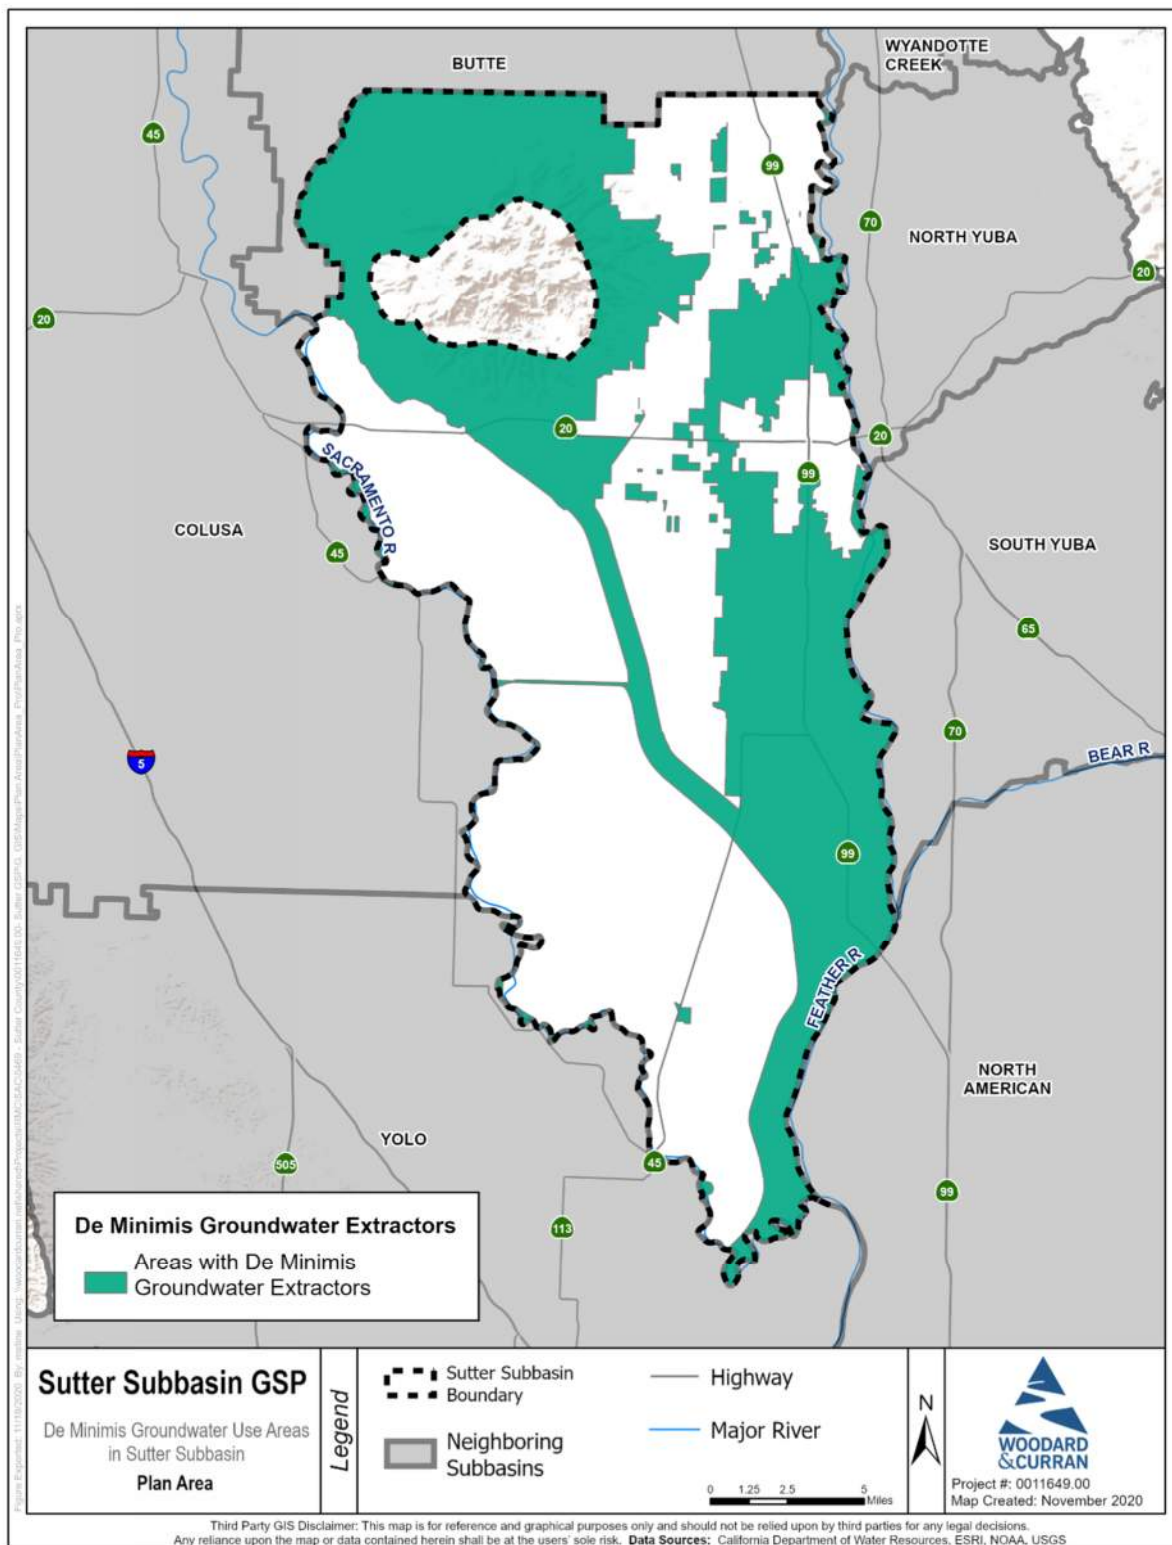 BUTTE
WYANDOTTE
CREEK
45
99
70
NORTH YUBA
20
20
20
20
99
SACRAMENTO R
COLUSA
45
SOUTH YUBA
65
70
5
BEAR R
99
FEATHER R
NORTH
AMERICAN
YOLO
505
45
99
113
De Minimis Groundwater Extractors
Areas with De Minimis
Groundwater Extractors
Sutter Subbasin GSP
De Minimis Groundwater Use Areas
in Sutter Subbasin
Plan Area
Legend
Sutter Subbasin
Boundary
Neighboring
Subbasins
Highway
Major River
0 1.25 2.5 5
Miles
N
WOODARD
&CURRAN
Project #: 0011649.00
Map Created: November 2020
Third Party GIS Disclaimer: This map is for reference and graphical purposes only and should not be relied upon by third parties for any legal decisions.
Any reliance upon the map or data contained herein shall be at the users' sole risk. Data Sources: California Department of Water Resources, ESRI, NOAA, USGS
Figure Exported: 11/18/2020